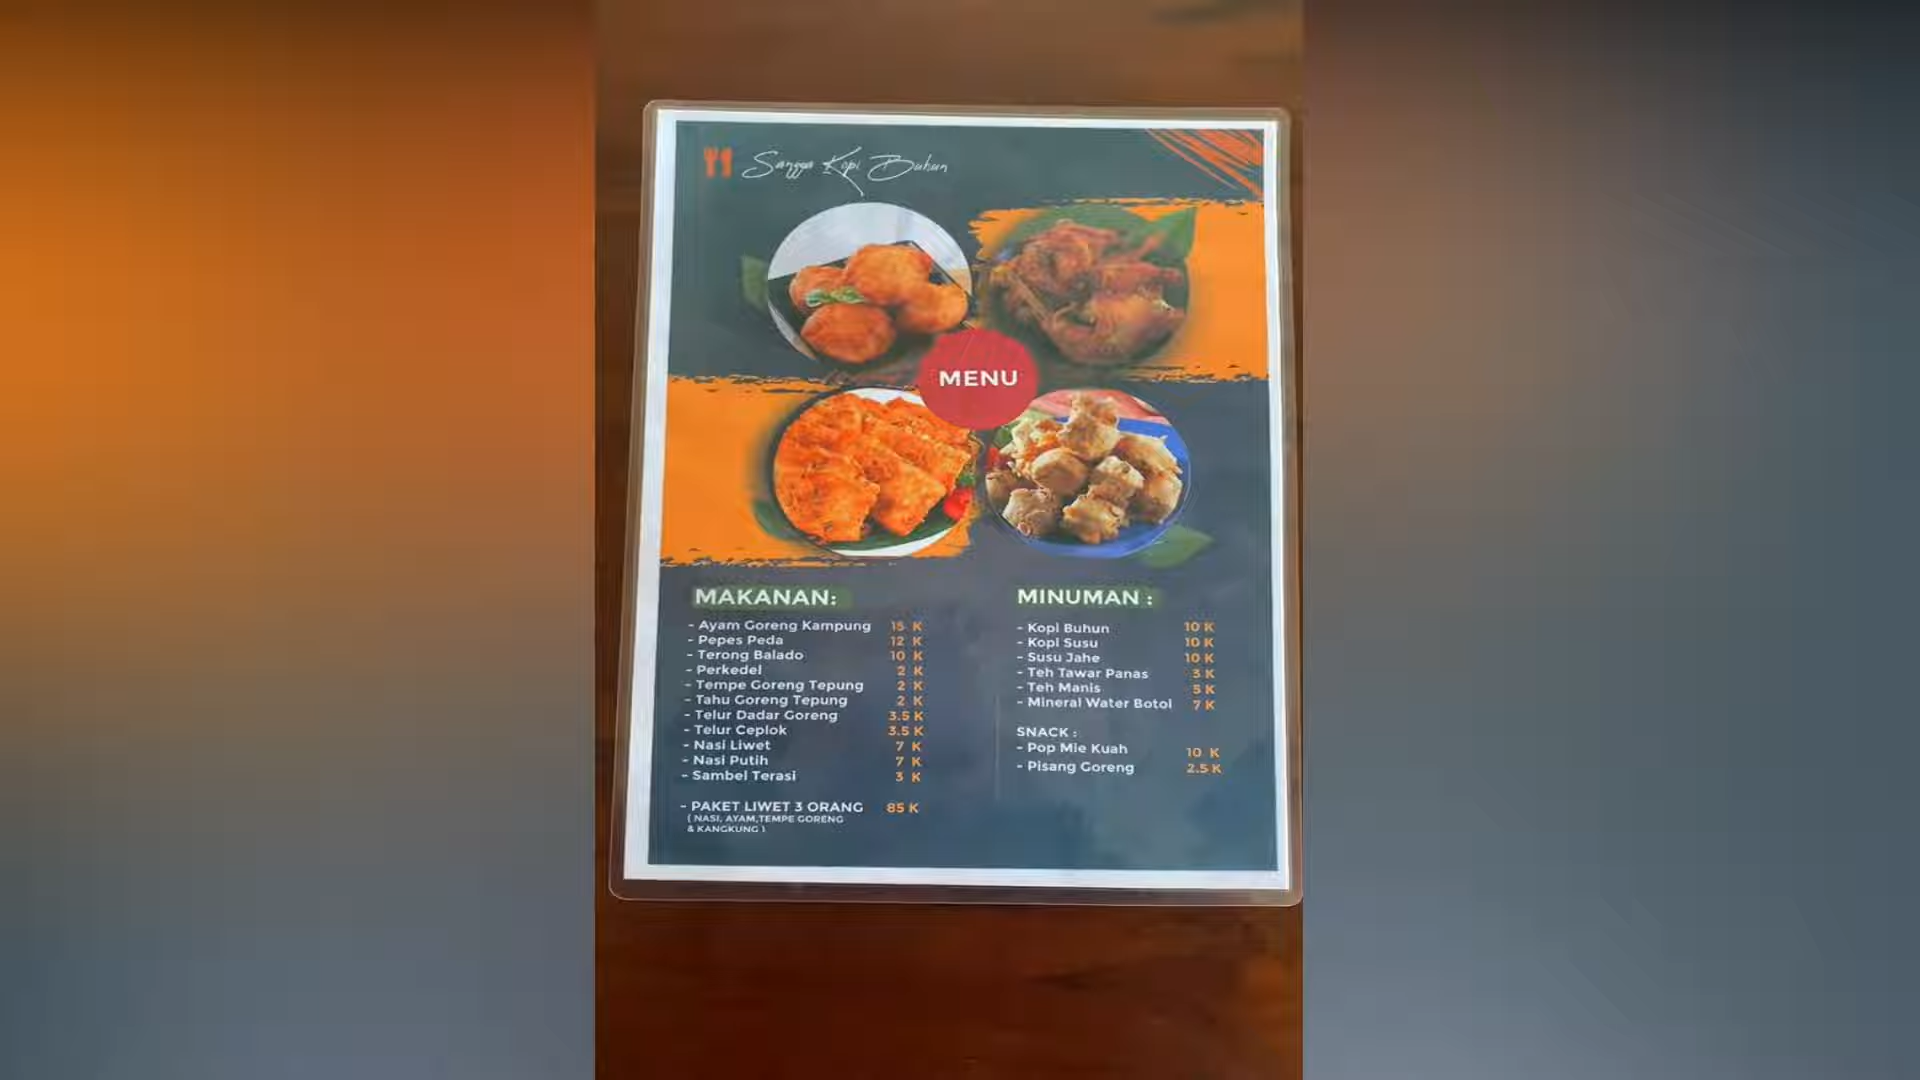 Sangga Kopi Buhun
MENU
MAKANAN:
- Ayam Goreng Kampung 15 K
- Pepes Peda 12 K
- Terong Balado 10 K
- Perkedel 2 K
- Tempe Goreng Tepung 2 K
- Tahu Goreng Tepung 2 K
- Telur Dadar Goreng 3.5 K
- Telur Ceplok 3.5 K
- Nasi Liwet 7 K
- Nasi Putih 7 K
- Sambel Terasi 3 K
- PAKET LIWET 3 ORANG 85 K
( NASI, AYAM,TEMPE GORENG
& KANGKUNG )
MINUMAN :
- Kopi Buhun 10 K
- Kopi Susu 10 K
- Susu Jahe 10 K
- Teh Tawar Panas 3 K
- Teh Manis 5 K
- Mineral Water Botol 7 K
SNACK :
- Pop Mie Kuah 10 K
- Pisang Goreng 2.5 K